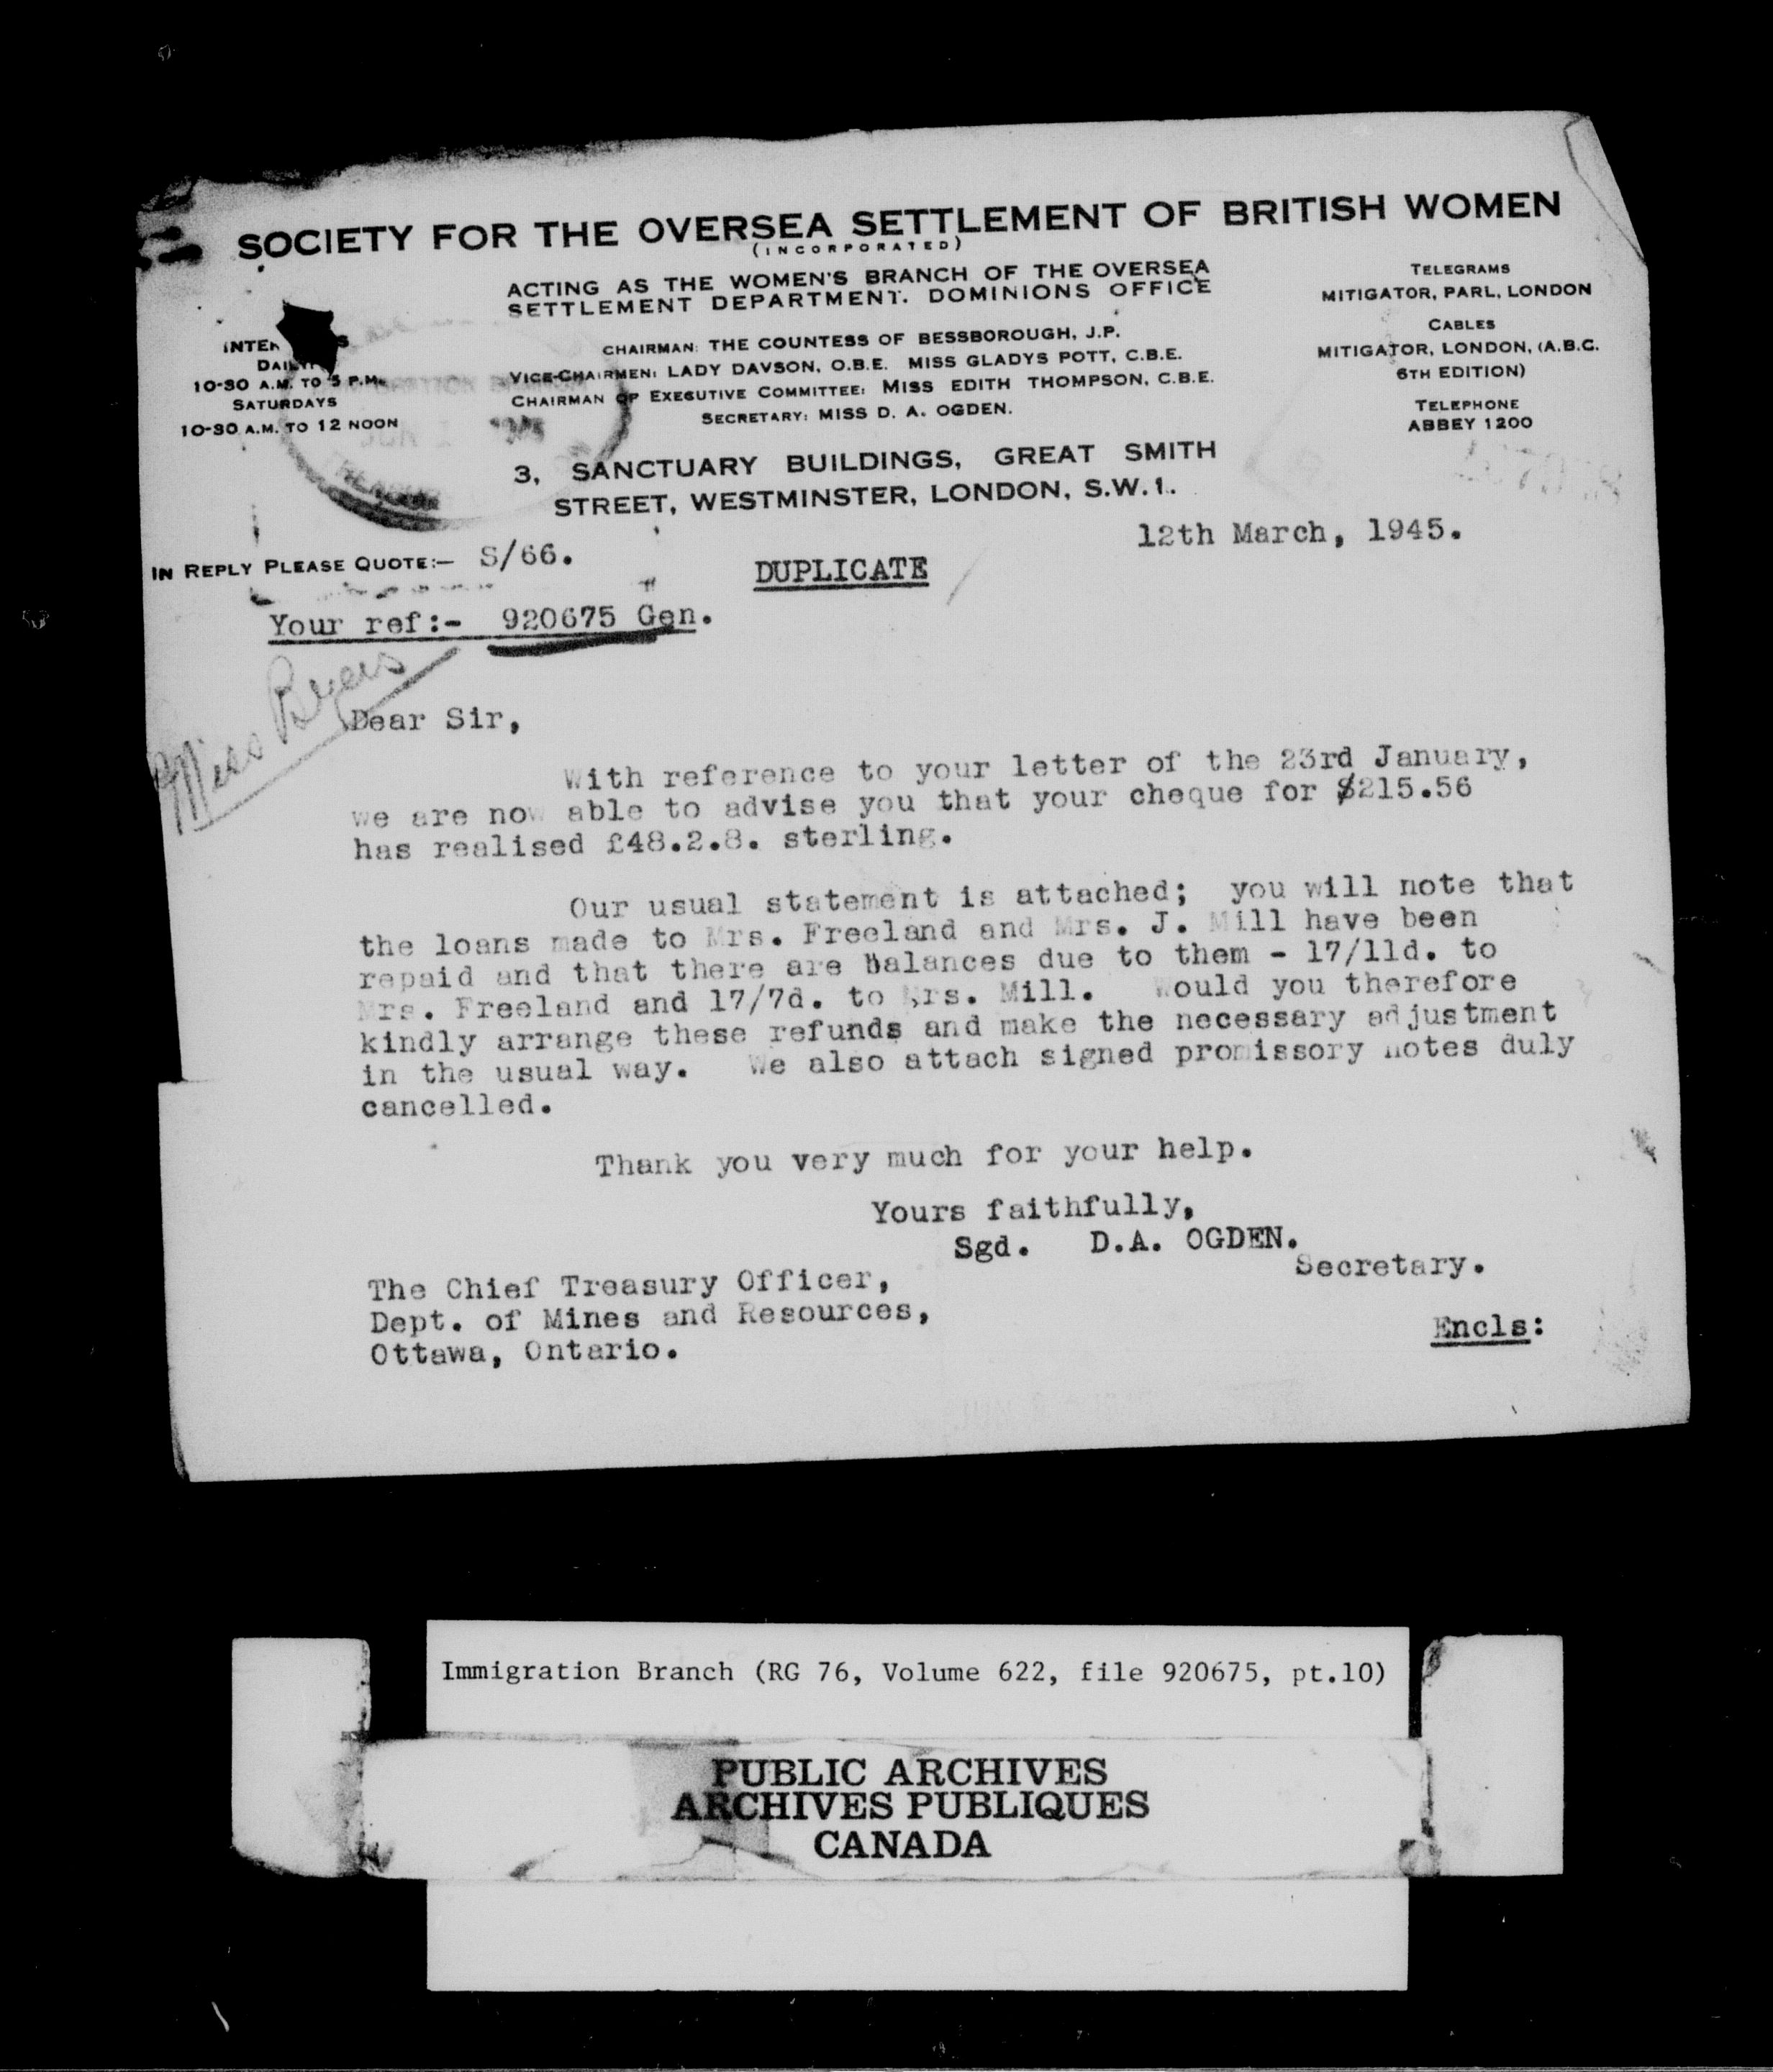 SOCIETY FOR THE OVERSEA SETTLEMENT OF BRITISH WOMEN
(INCORPORATED)
ACTING AS THE WOMEN'S BRANCH OF THE OVERSEA
SETTLEMENT DEPARTMENT. DOMINIONS OFFICE
CHAIRMAN: THE COUNTESS OF BESSBOROUGH, J.P.
VICE-CHAIRMEN: LADY DAVSON, O.B.E. MISS GLADYS POTT, C.B.E.
CHAIRMAN OF EXECUTIVE COMMITTEE: MISS EDITH THOMPSON, C.B.E.
SECRETARY: MISS D. A. OGDEN.
DAILY
10-30 A.M. TO 5 P.M.
SATURDAYS
10-30 A.M. TO 12 NOON
TELEGRAMS
MITIGATOR, PARL, LONDON
CABLES
MITIGATOR, LONDON, (A.B.C.
6TH EDITION)
TELEPHONE
ABBEY 1200
3, SANCTUARY BUILDINGS, GREAT SMITH
STREET, WESTMINSTER, LONDON, S.W.1.
12th March, 1945.
IN REPLY PLEASE QUOTE:- S/66.
DUPLICATE
Your ref:- 920675 Gen.
Miss Byers
Dear Sir,
With reference to your letter of the 23rd January,
we are now able to advise you that your cheque for $215.56
has realised £48.2.8. sterling.
Our usual statement is attached; you will note that
the loans made to Mrs. Freeland and Mrs. J. Mill have been
repaid and that there are balances due to them - 17/11d. to
Mrs. Freeland and 17/7d. to Mrs. Mill. Would you therefore
kindly arrange these refunds and make the necessary adjustment
in the usual way. We also attach signed promissory notes duly
cancelled.
Thank you very much for your help.
Yours faithfully,
Sgd. D.A. OGDEN.
Secretary.
The Chief Treasury Officer,
Dept. of Mines and Resources,
Ottawa, Ontario.
Encls:
Immigration Branch (RG 76, Volume 622, file 920675, pt.10)
PUBLIC ARCHIVES
ARCHIVES PUBLIQUES
CANADA